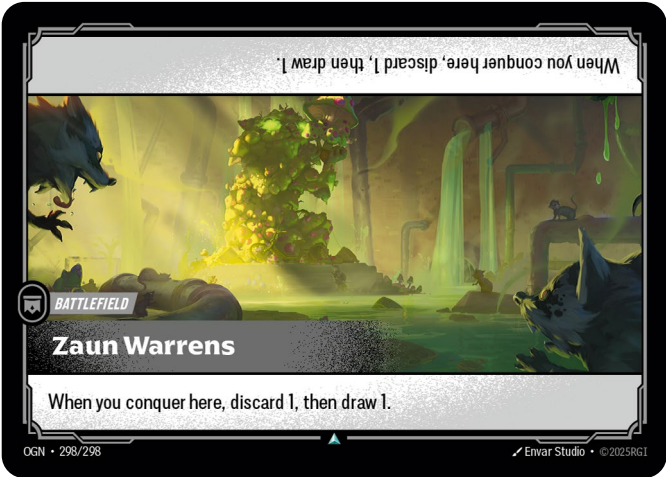 When you conquer here, discard 1, then draw 1.
BATTLEFIELD
Zaun Warrens
When you conquer here, discard 1, then draw 1.
OGN • 298/298
Envar Studio • ©2025RGI